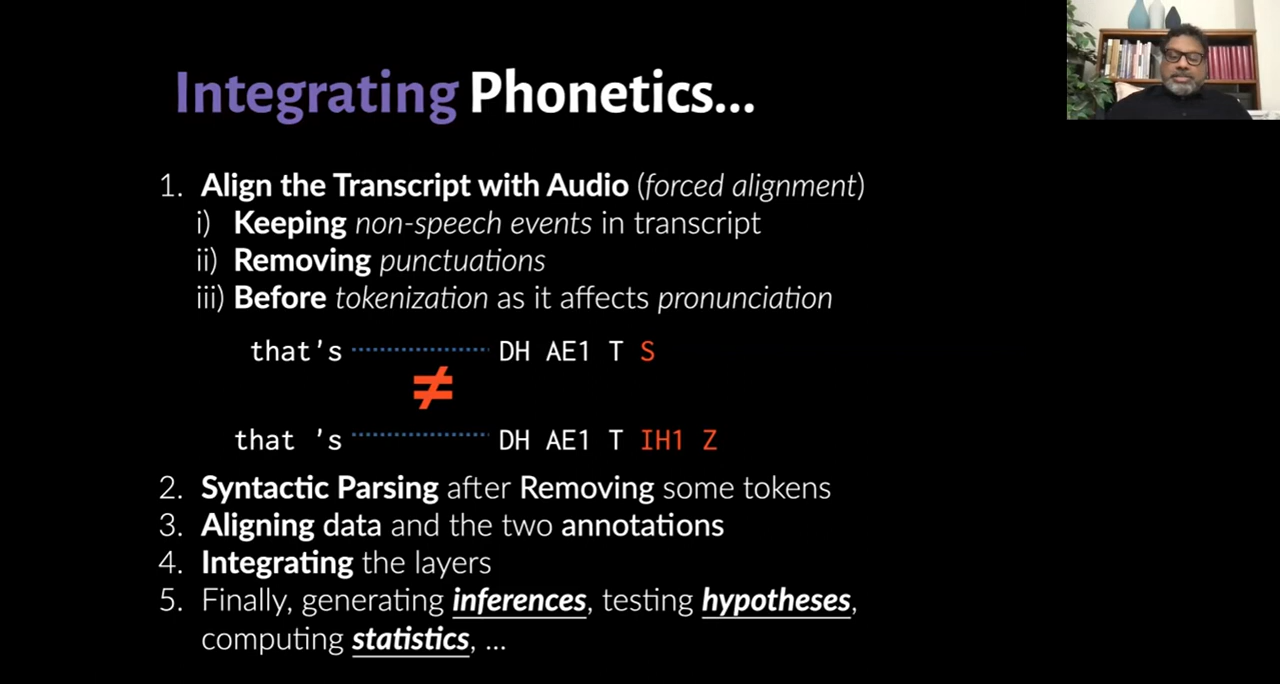 Integrating Phonetics...
1. Align the Transcript with Audio (forced alignment)
i) Keeping non-speech events in transcript
ii) Removing punctuations
iii) Before tokenization as it affects pronunciation
that's DH AE1 T S
≠
that 's DH AE1 T IH1 Z
2. Syntactic Parsing after Removing some tokens
3. Aligning data and the two annotations
4. Integrating the layers
5. Finally, generating inferences, testing hypotheses,
computing statistics, ...